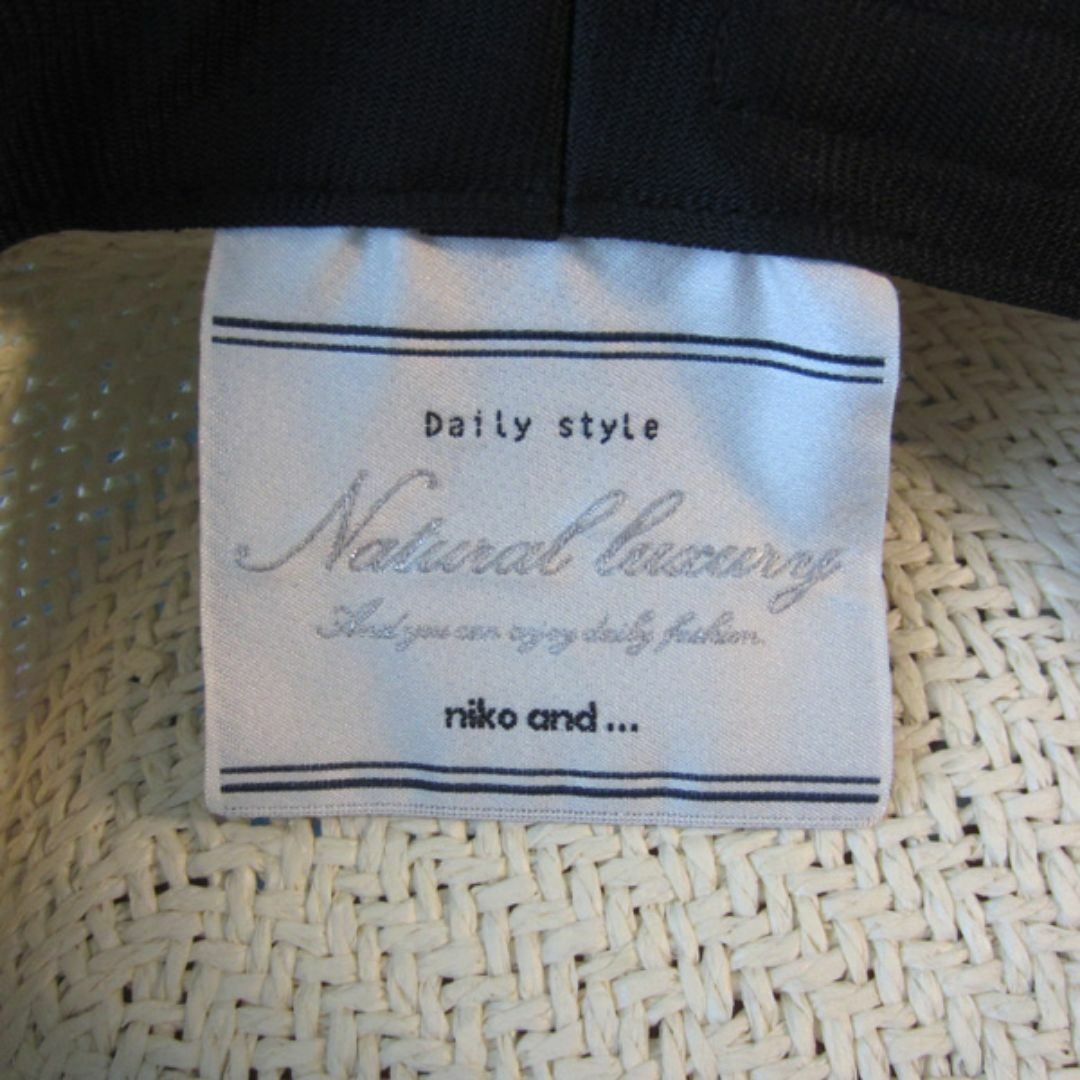 Daily style
Natural luxury
And you can enjoy daily fashion.
niko and ...